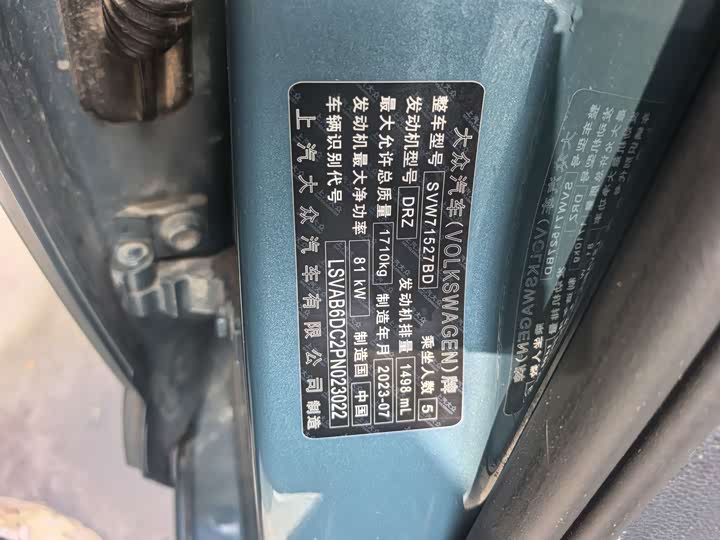 大众汽车(VOLKSWAGEN)牌
整车型号 SVW71527BD 乘坐人数 5
发动机型号 DRZ 发动机排量 1498 mL
最大允许总质量 1710kg 制造年月 2023-07
发动机最大净功率 81 kW 制造国 中国
车辆识别代号 LSVAB6DC2PN023022
上汽大众汽车有限公司 制造